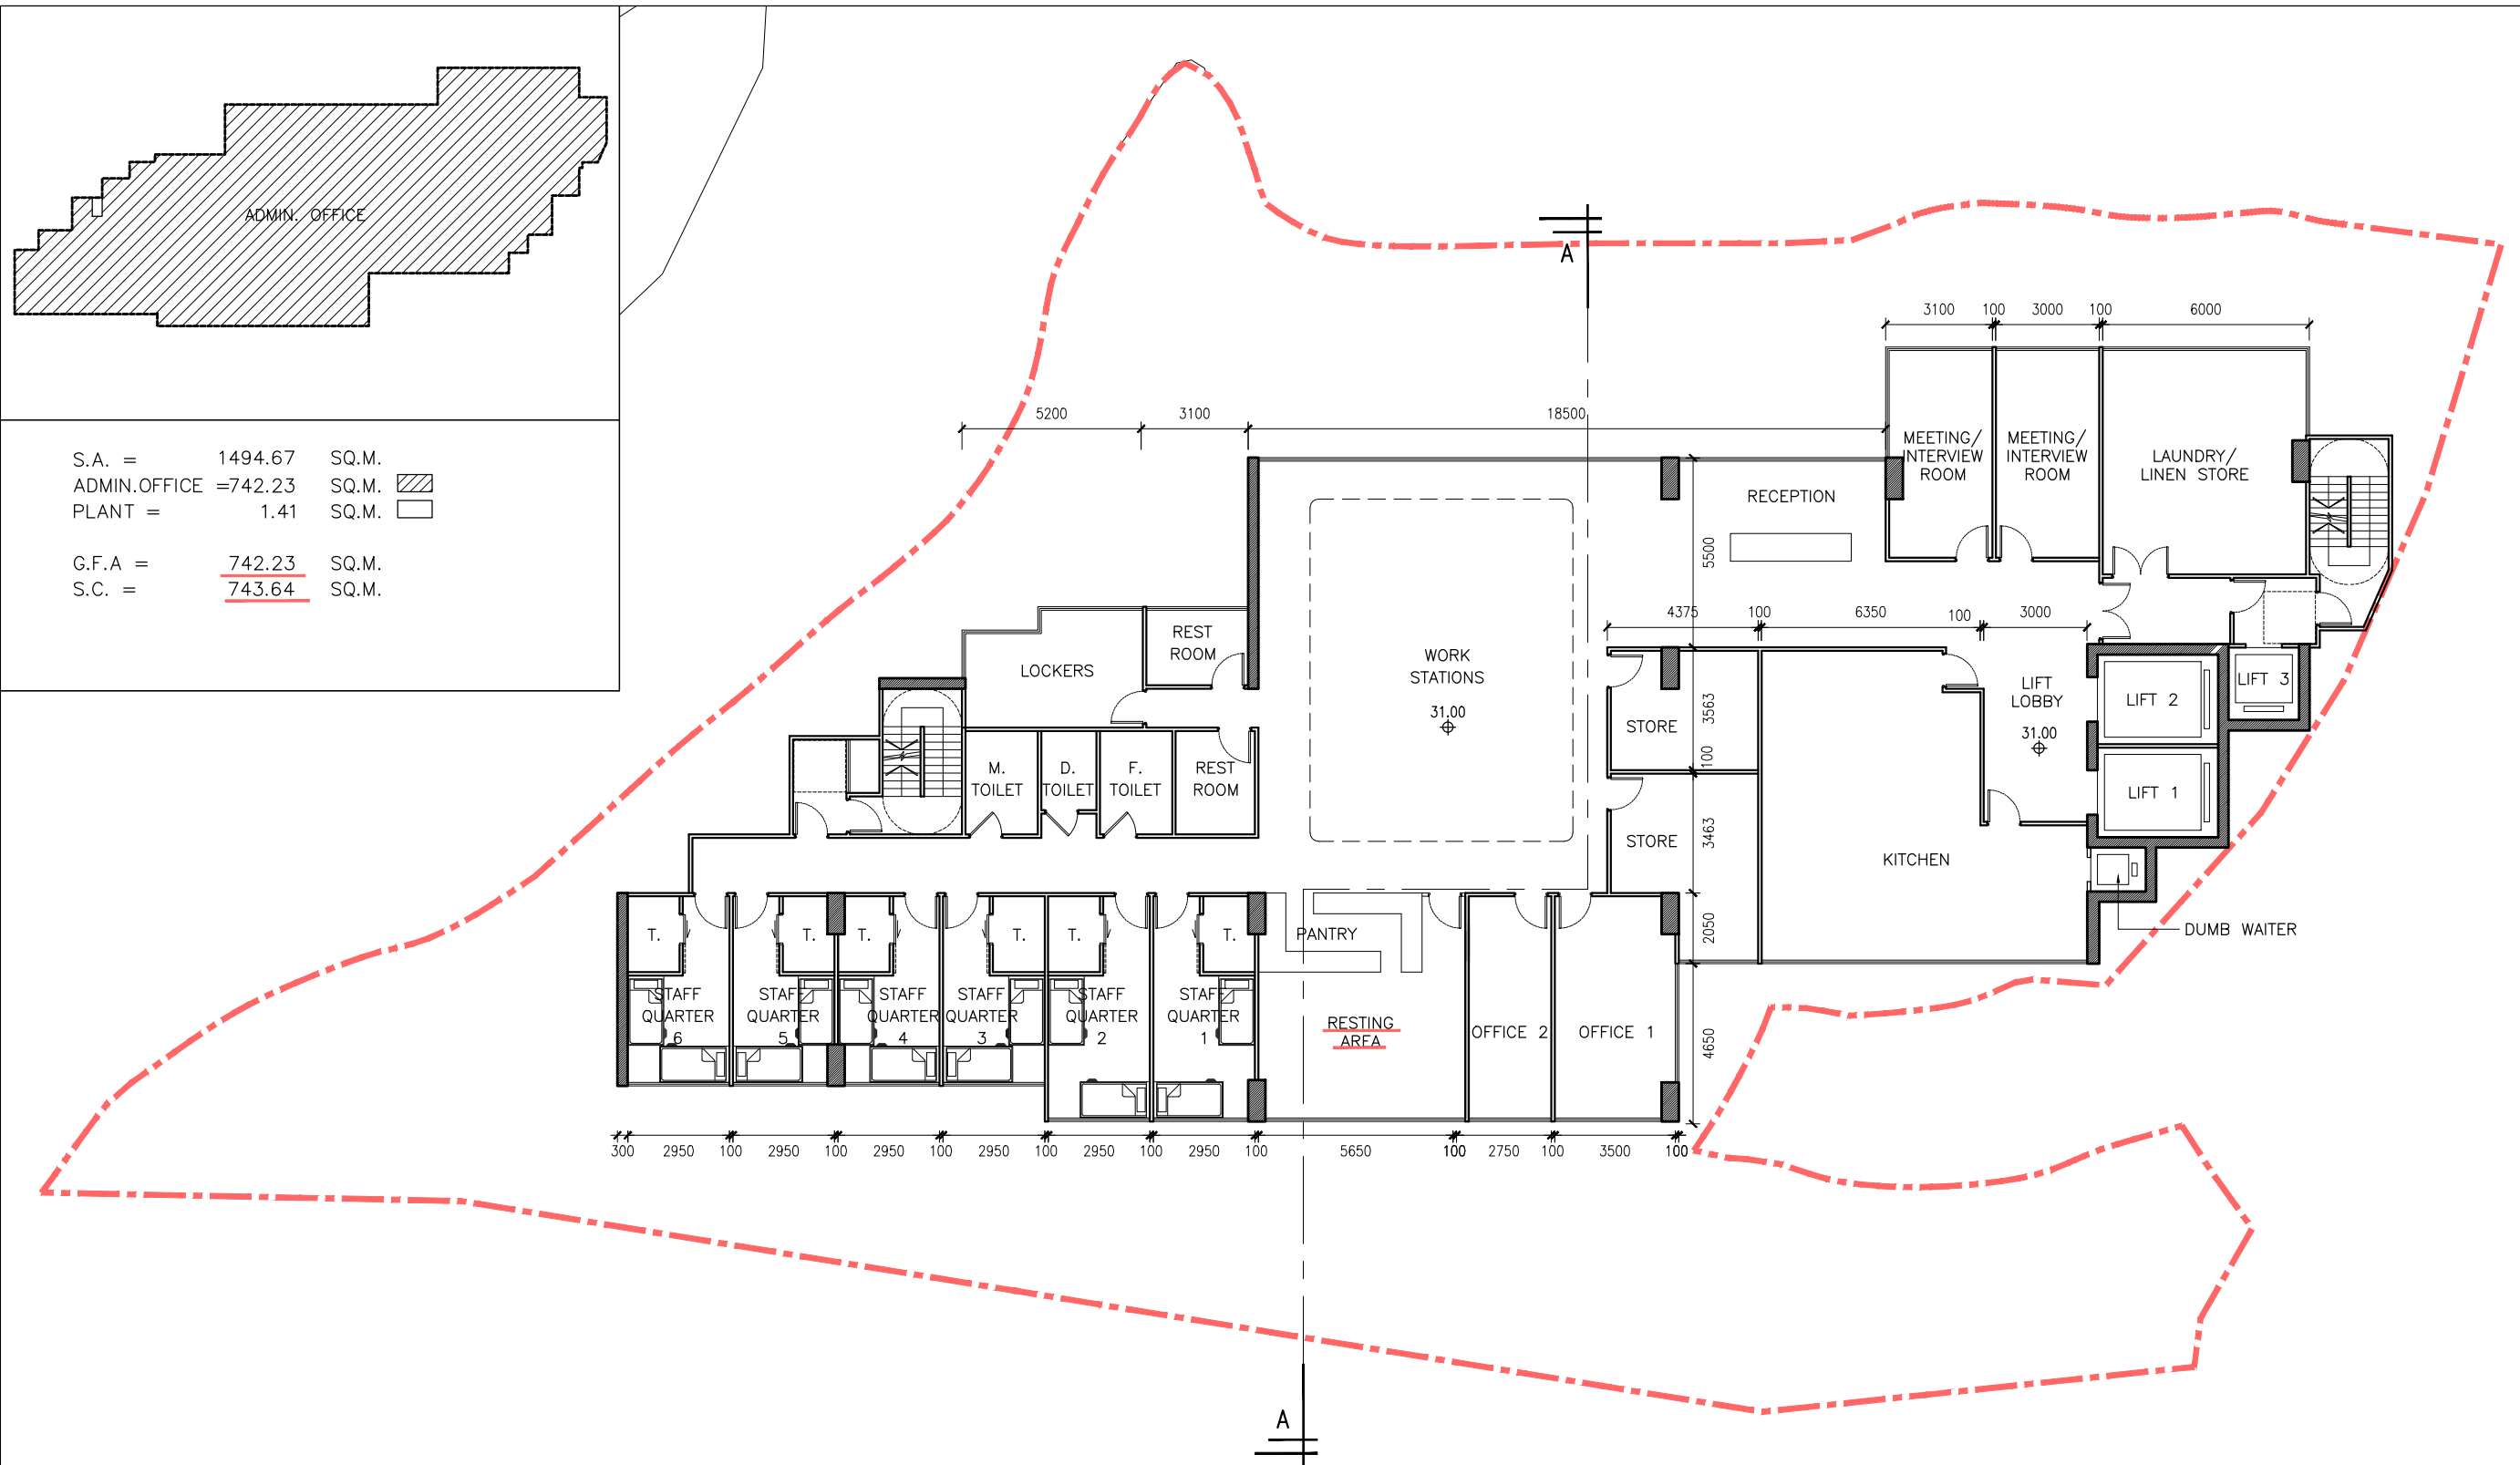 ADMIN. OFFICE
S.A. = 1494.67 SQ.M.
ADMIN.OFFICE =742.23 SQ.M.
PLANT = 1.41 SQ.M.
G.F.A = 742.23 SQ.M.
S.C. = 743.64 SQ.M.
A
3100 100 3000 100 6000
5200 3100 18500
MEETING/
INTERVIEW
ROOM
MEETING/
INTERVIEW
ROOM
LAUNDRY/
LINEN STORE
RECEPTION
5500
4375 100 6350 100 3000
REST
ROOM
LOCKERS
WORK
STATIONS
31.00
STORE
3563
100
LIFT
LOBBY
31.00
LIFT 2
LIFT 3
LIFT 1
M.
TOILET
D.
TOILET
F.
TOILET
REST
ROOM
STORE
3463
KITCHEN
DUMB WAITER
T. T. T. T. T. T.
PANTRY
2050
STAFF
QUARTER
6
STAFF
QUARTER
5
STAFF
QUARTER
4
STAFF
QUARTER
3
STAFF
QUARTER
2
STAFF
QUARTER
1
RESTING
AREA
OFFICE 2
OFFICE 1
4650
300 2950 100 2950 100 2950 100 2950 100 2950 100 2950 100 5650 100 2750 100 3500 100
A